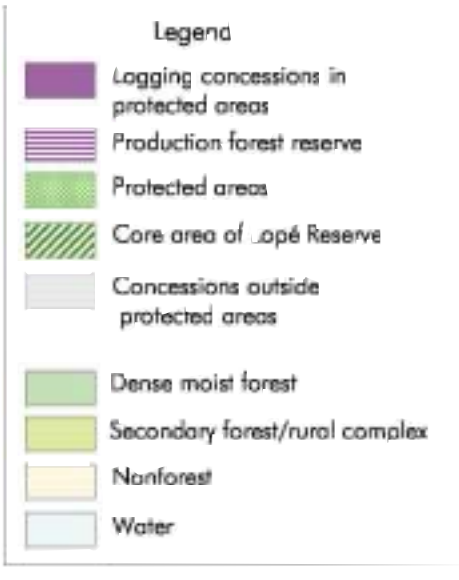 Legend
Logging concessions in
protected areas
Production forest reserve
Protected areas
Core area of Lopé Reserve
Concessions outside
protected areas
Dense moist forest
Secondary forest/rural complex
Nonforest
Water